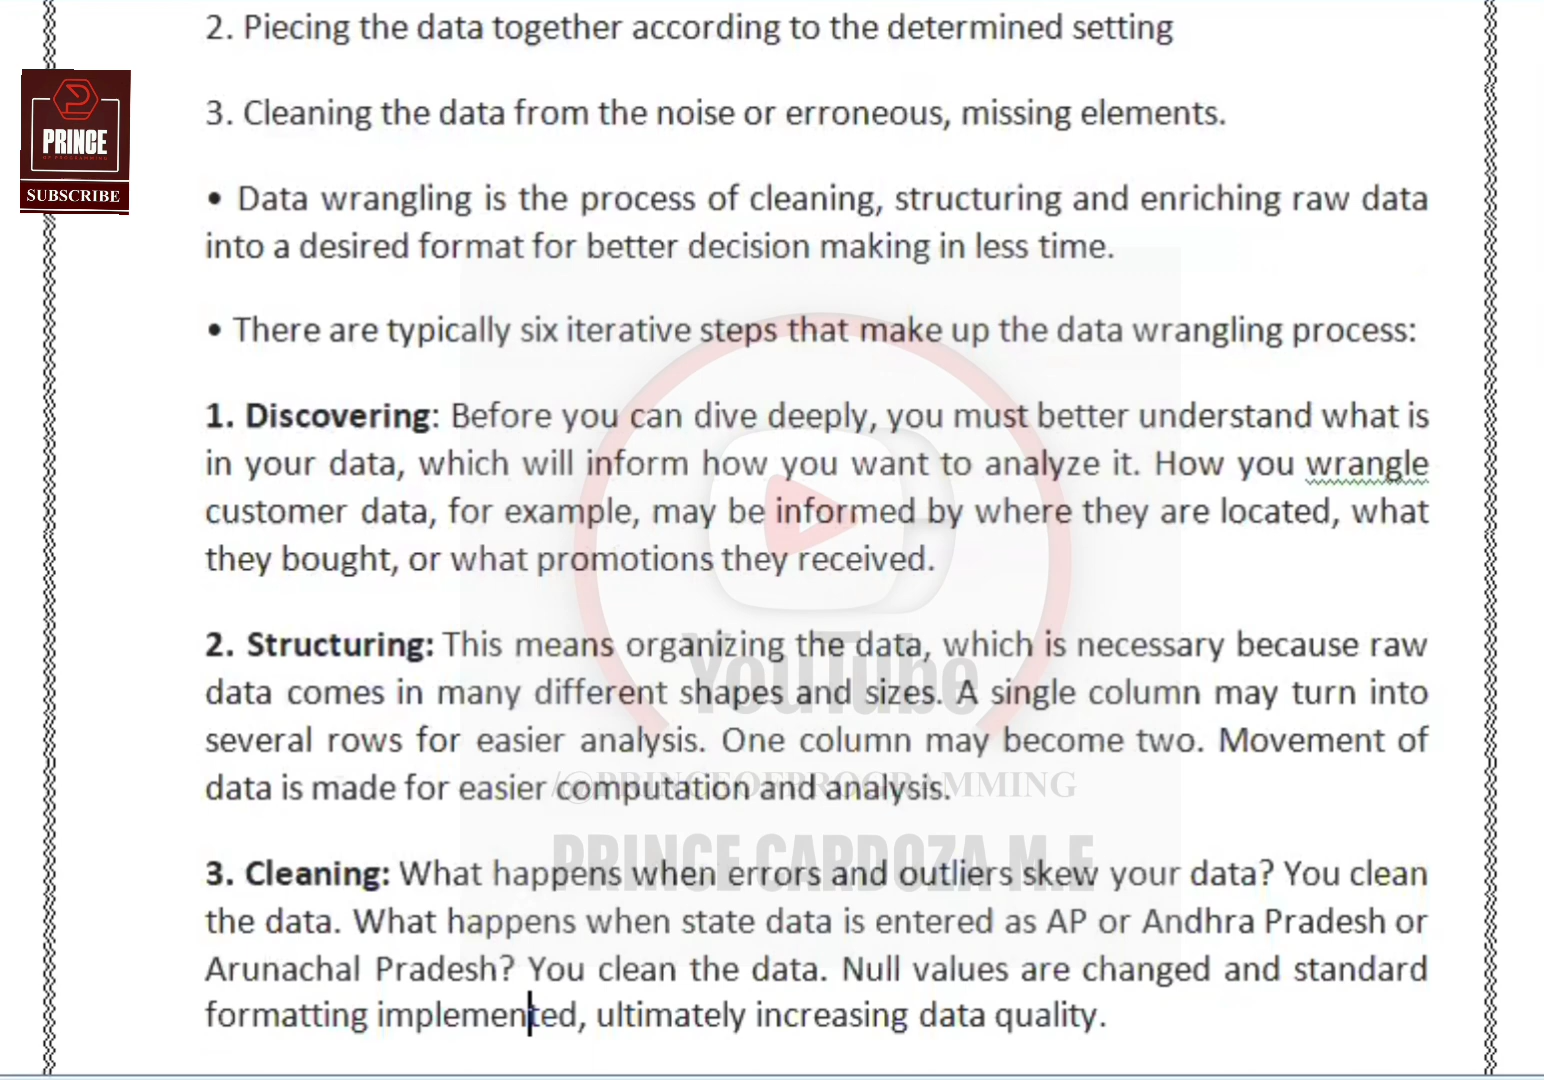 2. Piecing the data together according to the determined setting
3. Cleaning the data from the noise or erroneous, missing elements.
PRINCE
OF PROGRAMMING
SUBSCRIBE
• Data wrangling is the process of cleaning, structuring and enriching raw data
into a desired format for better decision making in less time.
• There are typically six iterative steps that make up the data wrangling process:
1. Discovering: Before you can dive deeply, you must better understand what is
in your data, which will inform how you want to analyze it. How you wrangle
customer data, for example, may be informed by where they are located, what
they bought, or what promotions they received.
2. Structuring: This means organizing the data, which is necessary because raw
data comes in many different shapes and sizes. A single column may turn into
several rows for easier analysis. One column may become two. Movement of
data is made for easier computation and analysis.
YouTube
/@PRINCEOFPROGRAMMING
PRINCE CARDOZA M.E
3. Cleaning: What happens when errors and outliers skew your data? You clean
the data. What happens when state data is entered as AP or Andhra Pradesh or
Arunachal Pradesh? You clean the data. Null values are changed and standard
formatting implemented, ultimately increasing data quality.